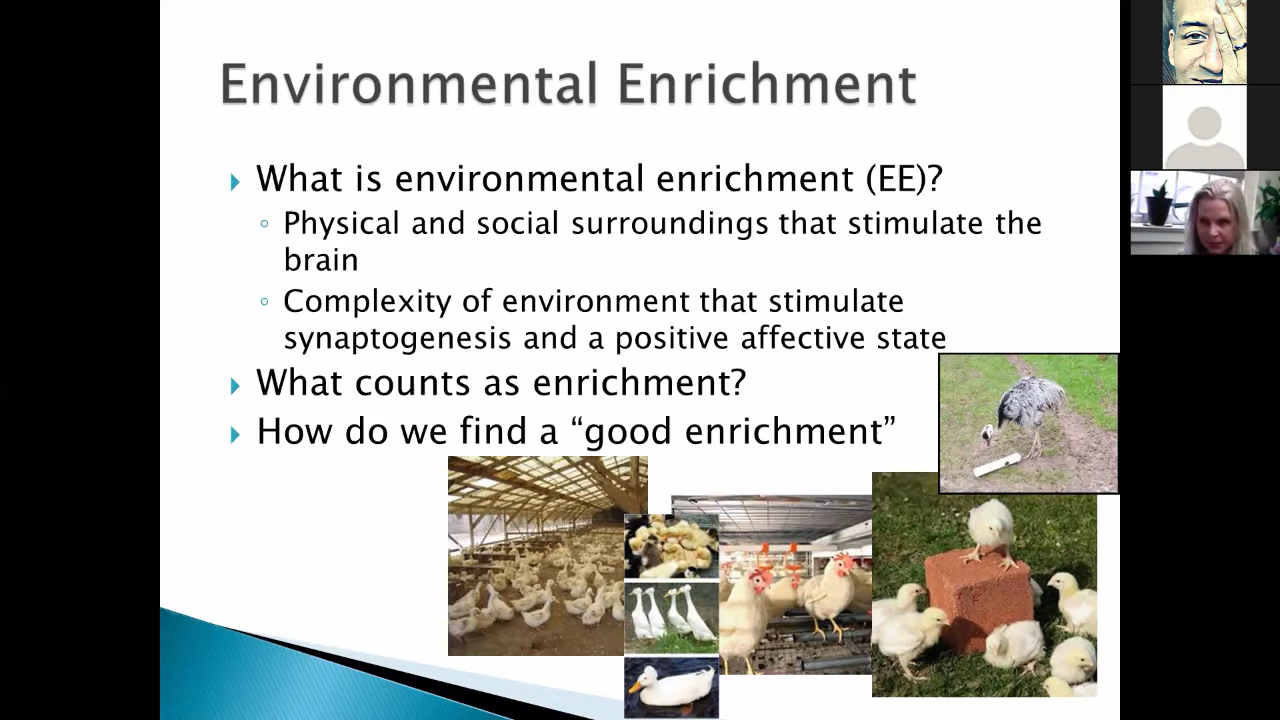 Environmental Enrichment
What is environmental enrichment (EE)?
Physical and social surroundings that stimulate the
brain
Complexity of environment that stimulate
synaptogenesis and a positive affective state
What counts as enrichment?
How do we find a “good enrichment”